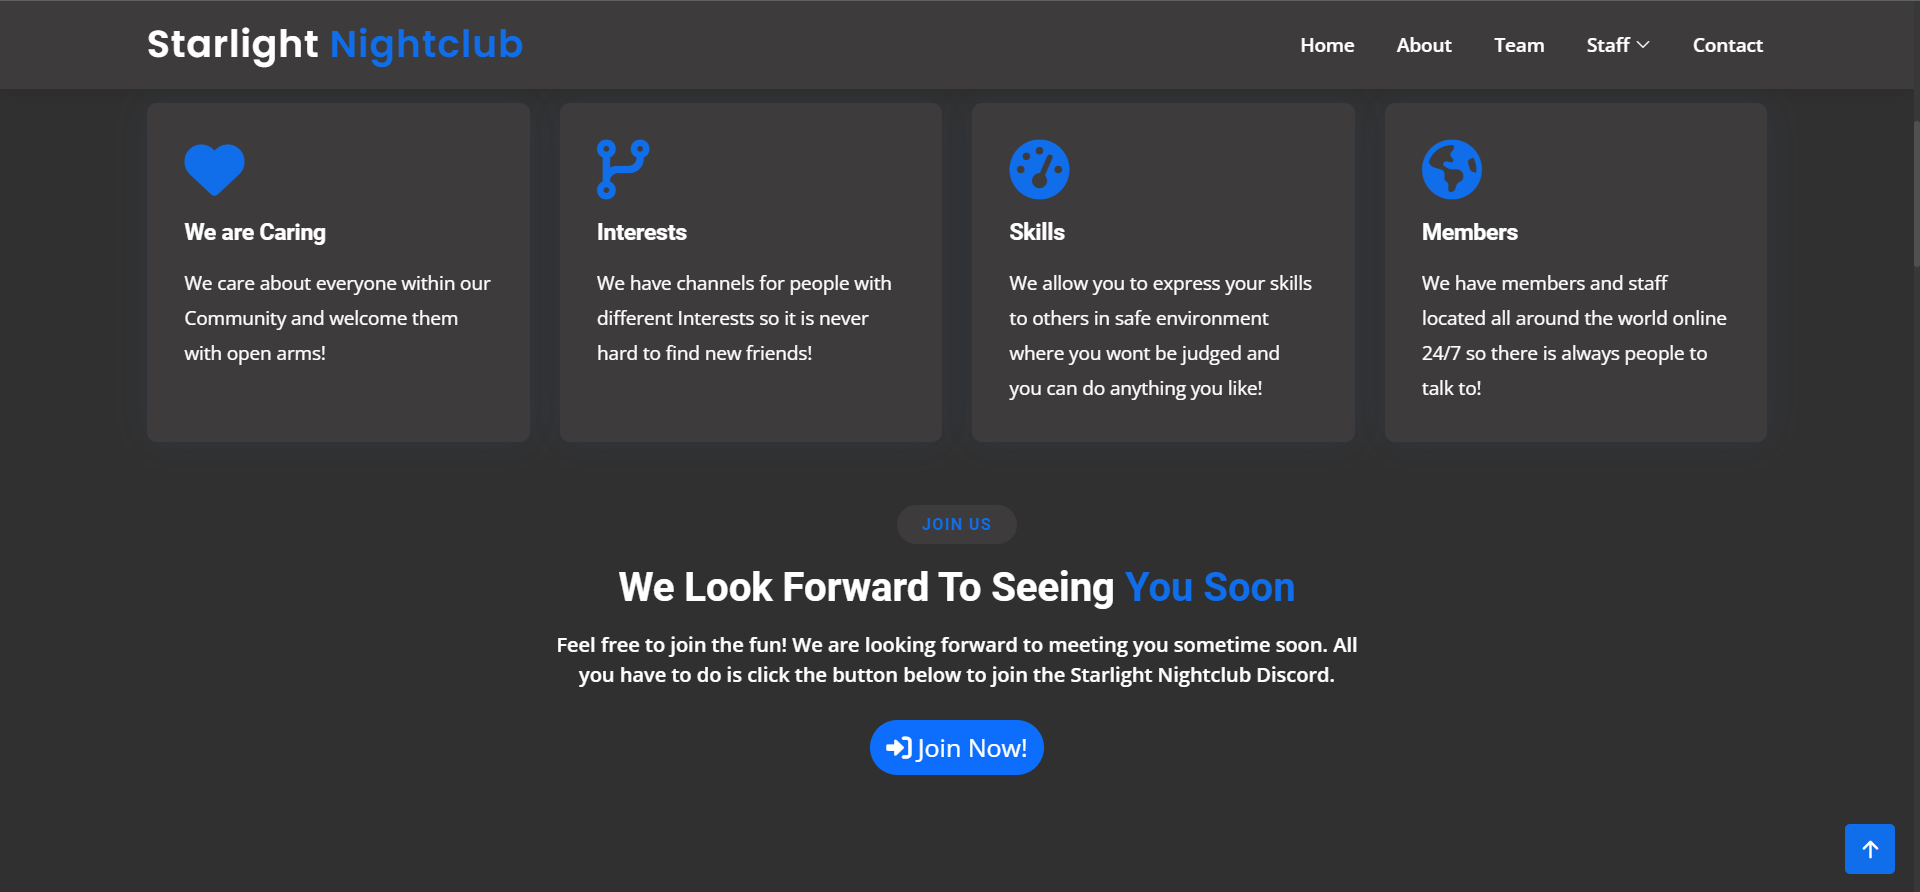 Starlight Nightclub
Home About Team Staff Contact
We are Caring
We care about everyone within our
Community and welcome them
with open arms!
Interests
We have channels for people with
different Interests so it is never
hard to find new friends!
Skills
We allow you to express your skills
to others in safe environment
where you wont be judged and
you can do anything you like!
Members
We have members and staff
located all around the world online
24/7 so there is always people to
talk to!
JOIN US
We Look Forward To Seeing You Soon
Feel free to join the fun! We are looking forward to meeting you sometime soon. All
you have to do is click the button below to join the Starlight Nightclub Discord.
Join Now!